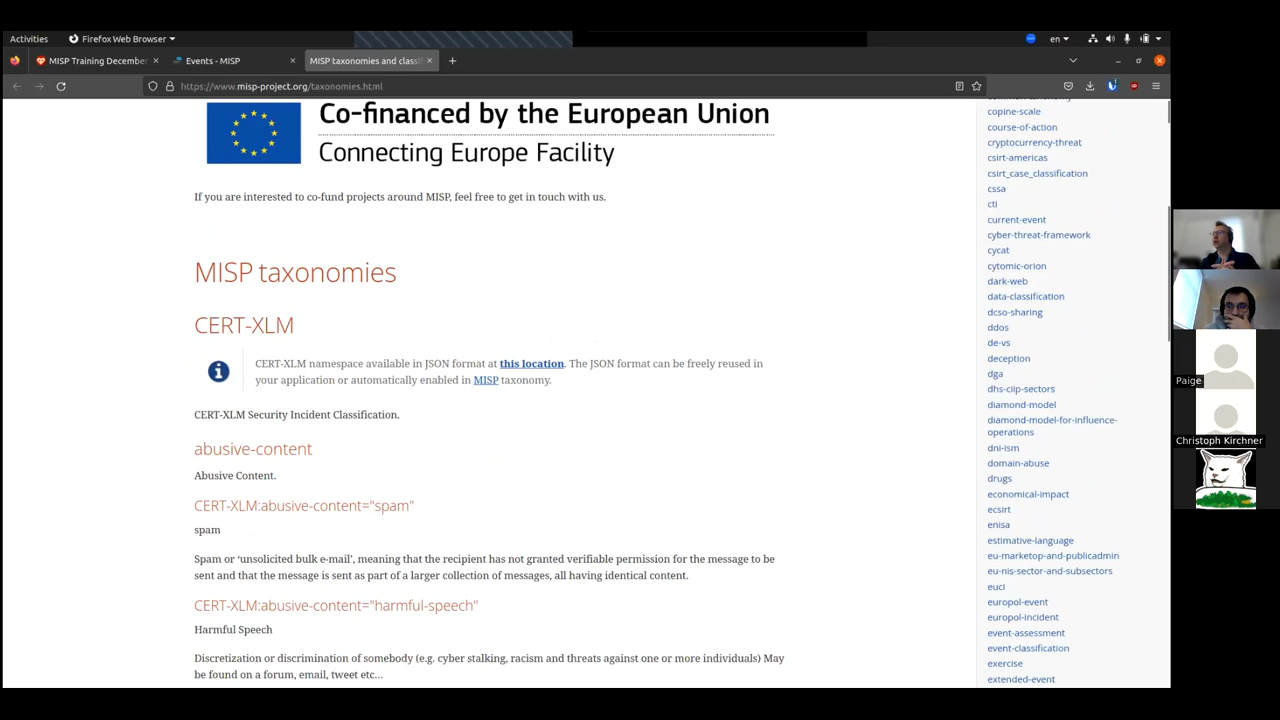 Activities
Firefox Web Browser
en
MISP Training December
Events - MISP
MISP taxonomies and classif
https://www.misp-project.org/taxonomies.html
Co-financed by the European Union
Connecting Europe Facility
If you are interested to co-fund projects around MISP, feel free to get in touch with us.
MISP taxonomies
CERT-XLM
CERT-XLM namespace available in JSON format at this location. The JSON format can be freely reused in
your application or automatically enabled in MISP taxonomy.
CERT-XLM Security Incident Classification.
abusive-content
Abusive Content.
CERT-XLM:abusive-content="spam"
spam
Spam or ‘unsolicited bulk e-mail’, meaning that the recipient has not granted verifiable permission for the message to be
sent and that the message is sent as part of a larger collection of messages, all having identical content.
CERT-XLM:abusive-content="harmful-speech"
Harmful Speech
Discretization or discrimination of somebody (e.g. cyber stalking, racism and threats against one or more individuals) May
be found on a forum, email, tweet etc…
copine-scale
course-of-action
cryptocurrency-threat
csirt-americas
csirt_case_classification
cssa
cti
current-event
cyber-threat-framework
cycat
cytomic-orion
dark-web
data-classification
dcso-sharing
ddos
de-vs
deception
dga
dhs-ciip-sectors
diamond-model
diamond-model-for-influence-
operations
dni-ism
domain-abuse
drugs
economical-impact
ecsirt
enisa
estimative-language
eu-marketop-and-publicadmin
eu-nis-sector-and-subsectors
euci
europol-event
europol-incident
event-assessment
event-classification
exercise
extended-event
Paige
Christoph Kirchner